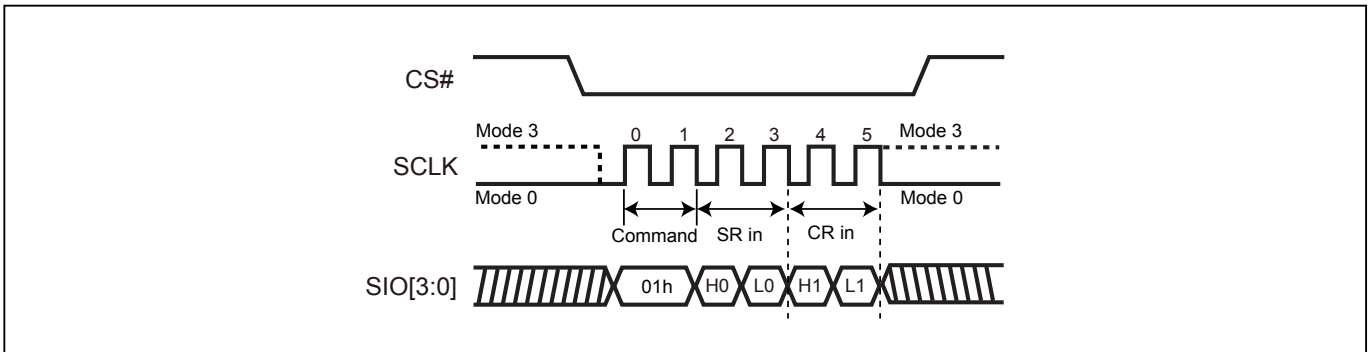 CS#
Mode 3 0 1 2 3 4 5 Mode 3
SCLK
Mode 0 Mode 0
Command SR in CR in
SIO[3:0] 01h H0 L0 H1 L1